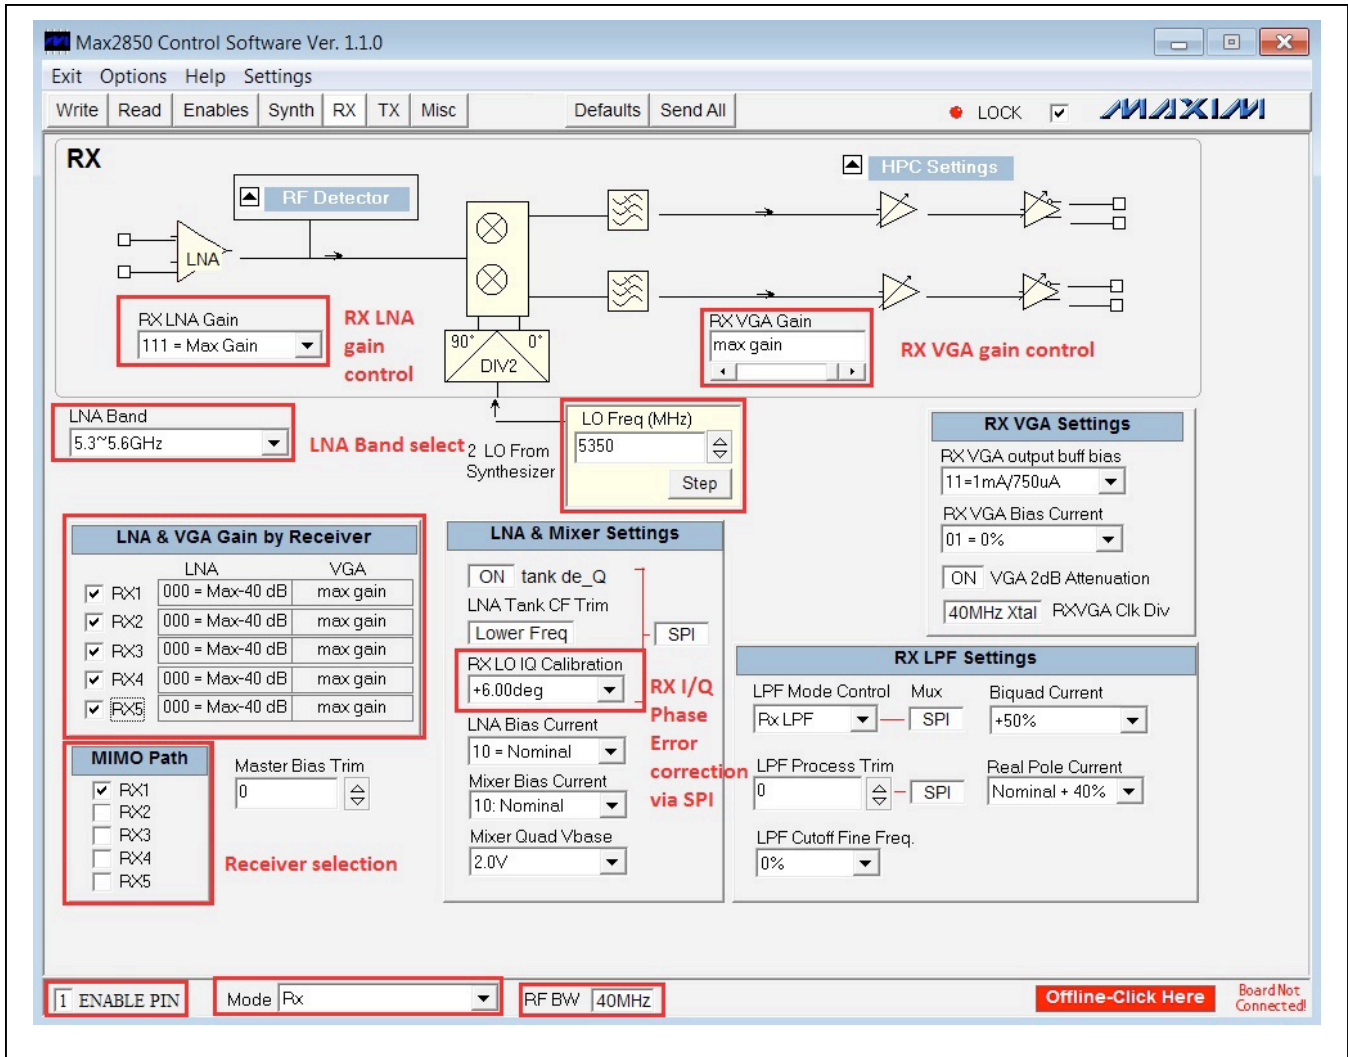 Max2850 Control Software Ver. 1.1.0
Exit Options Help Settings
Write Read Enables Synth RX TX Misc Defaults Send All LOCK MAXIM
RX
HPC Settings
RF Detector
LNA
RX LNA Gain
111 = Max Gain
RX LNA
gain
control
90° 0°
DIV2
RX VGA Gain
max gain
RX VGA gain control
LNA Band
5.3~5.6GHz
LNA Band select
2 LO From
Synthesizer
LO Freq (MHz)
5350
Step
RX VGA Settings
RX VGA output buff bias
11=1mA/750uA
RX VGA Bias Current
01 = 0%
ON VGA 2dB Attenuation
40MHz Xtal RXVGA Clk Div
LNA & VGA Gain by Receiver
LNA VGA
RX1 000 = Max-40 dB max gain
RX2 000 = Max-40 dB max gain
RX3 000 = Max-40 dB max gain
RX4 000 = Max-40 dB max gain
RX5 000 = Max-40 dB max gain
LNA & Mixer Settings
ON tank de_Q
LNA Tank CF Trim
Lower Freq
SPI
RX LO IQ Calibration
+6.00deg
RX I/Q
Phase
Error
correction
via SPI
LNA Bias Current
10 = Nominal
Mixer Bias Current
10: Nominal
Mixer Quad Vbase
2.0V
RX LPF Settings
LPF Mode Control Mux Biquad Current
Rx LPF SPI +50%
LPF Process Trim Real Pole Current
0 SPI Nominal + 40%
LPF Cutoff Fine Freq.
0%
MIMO Path
RX1
RX2
RX3
RX4
RX5
Master Bias Trim
0
Receiver selection
1 ENABLE PIN Mode Rx RF BW 40MHz Offline-Click Here
Board Not
Connected!